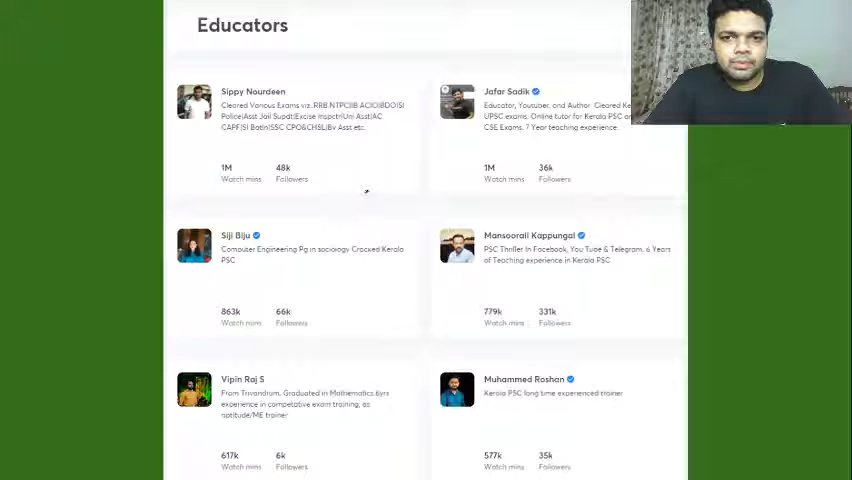 Educators
Sippy Nourdeen
Cleared Various Exams viz.RRB NTPC|IB ACIO|BDO|SI
Police|Asst Jail Supdt|Excise Inspctr|Uni Asst|AC
CAPF|SI Batln|SSC CPO&CHSL|Bv Asst etc.
1M
48k
Watch mins
Followers
Jafar Sadik
Educator, Youtuber, and Author. Cleared
UPSC exams. Online tutor for Kerala PSC
CSE Exams. 7 Year teaching experience.
1M
36k
Watch mins
Followers
Siji Biju
Computer Engineering Pg in sociology Cracked Kerala
PSC
863k
66k
Watch mins
Followers
Mansoorali Kappungal
PSC Thriller In Facebook, You Tube & Telegram. 6 Years
of Teaching experience in Kerala PSC
779k
331k
Watch mins
Followers
Vipin Raj S
From Trivandrum. Graduated in Mathematics.6yrs
experience in competative exam training, as
aptitude/ME trainer
617k
6k
Watch mins
Followers
Muhammed Roshan
Kerala PSC long time experienced trainer
577k
35k
Watch mins
Followers